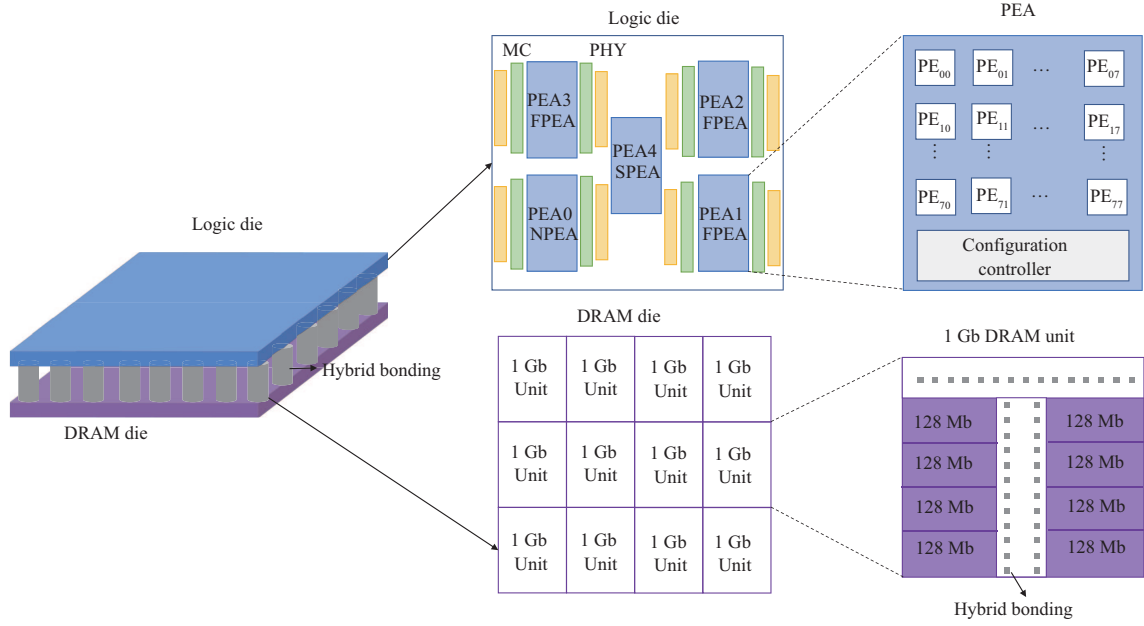 Logic die
MC PHY
PEA3
FPEA
PEA2
FPEA
PEA4
SPEA
PEA0
NPEA
PEA1
FPEA
PEA
PE00 PE01 … PE07
PE10 PE11 … PE17
⋮ ⋮ ⋮
PE70 PE71 … PE77
Configuration
controller
Logic die
Hybrid bonding
DRAM die
DRAM die
1 Gb 1 Gb 1 Gb 1 Gb
Unit Unit Unit Unit
1 Gb 1 Gb 1 Gb 1 Gb
Unit Unit Unit Unit
1 Gb 1 Gb 1 Gb 1 Gb
Unit Unit Unit Unit
1 Gb DRAM unit
128 Mb 128 Mb
128 Mb 128 Mb
128 Mb 128 Mb
128 Mb 128 Mb
Hybrid bonding